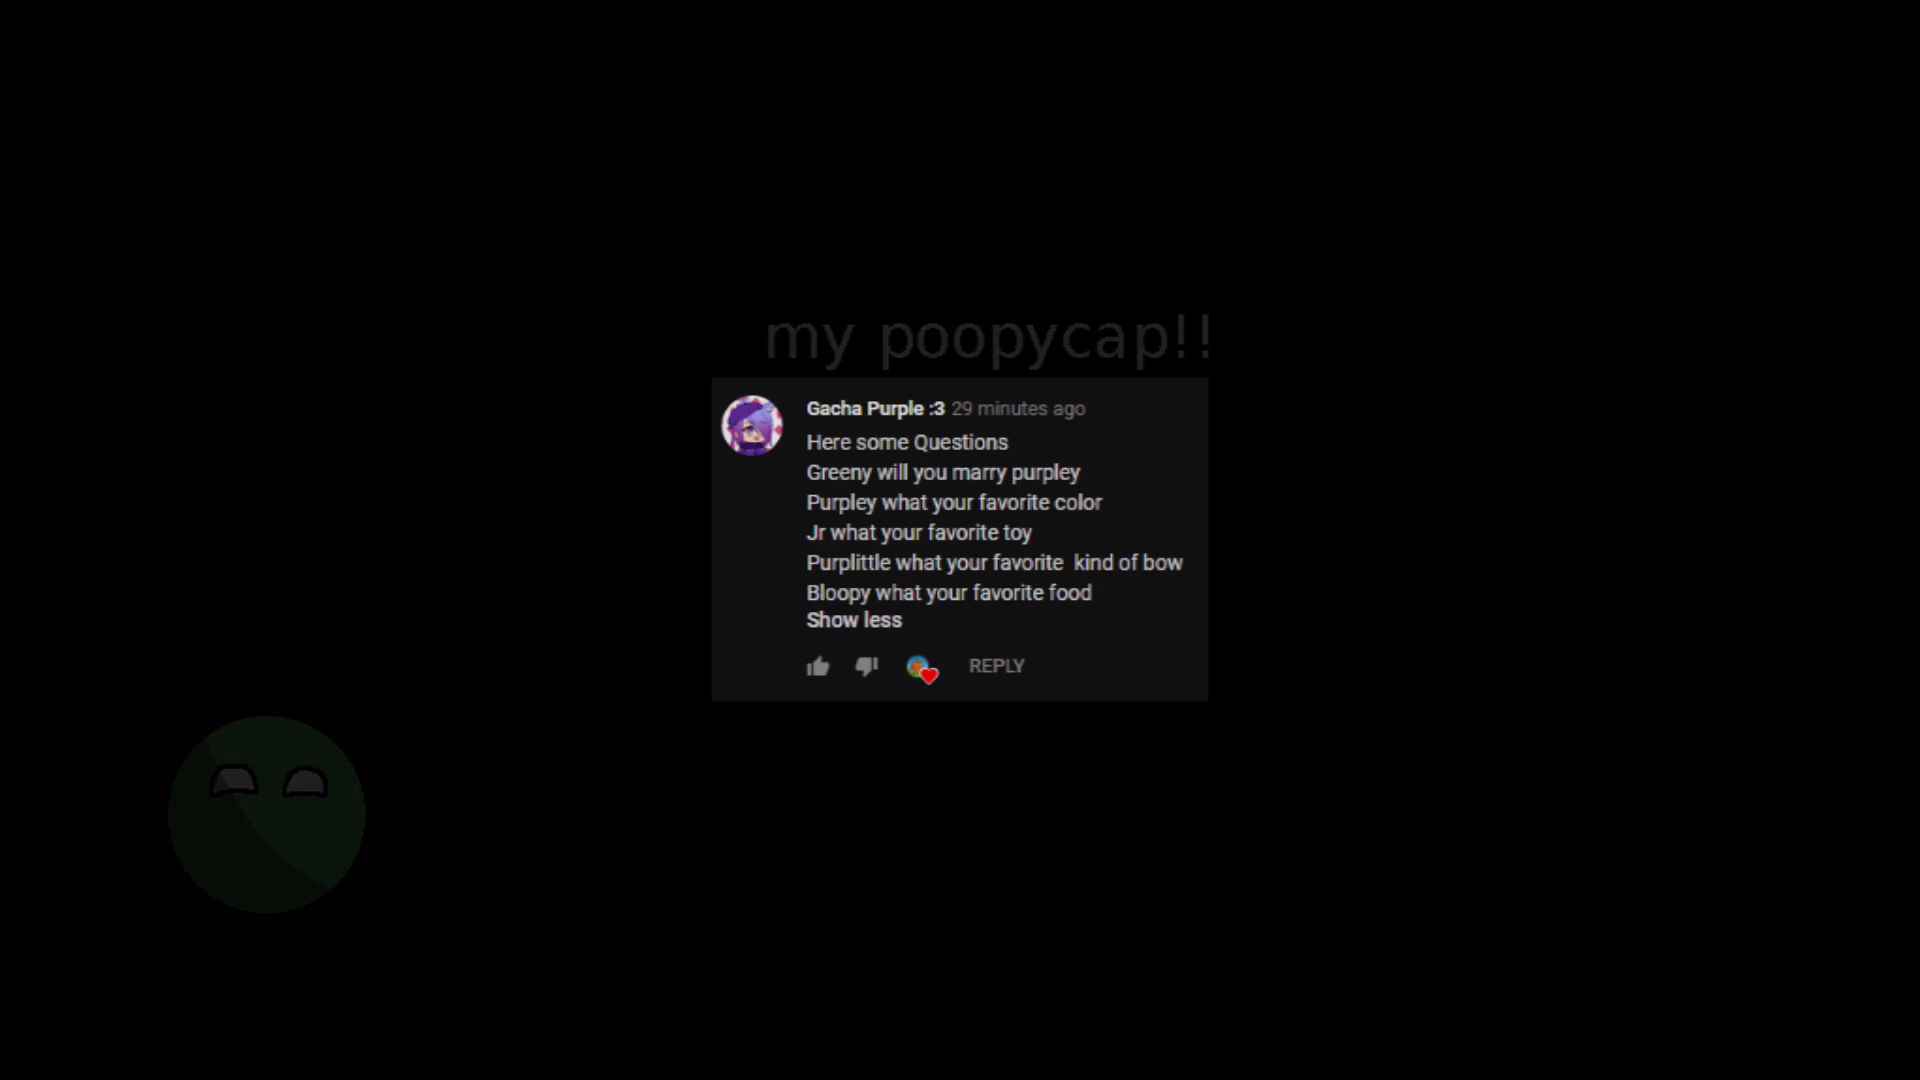 my poopycap!!
Gacha Purple :3 29 minutes ago
Here some Questions
Greeny will you marry purpley
Purpley what your favorite color
Jr what your favorite toy
Purplittle what your favorite  kind of bow
Bloopy what your favorite food
Show less
REPLY